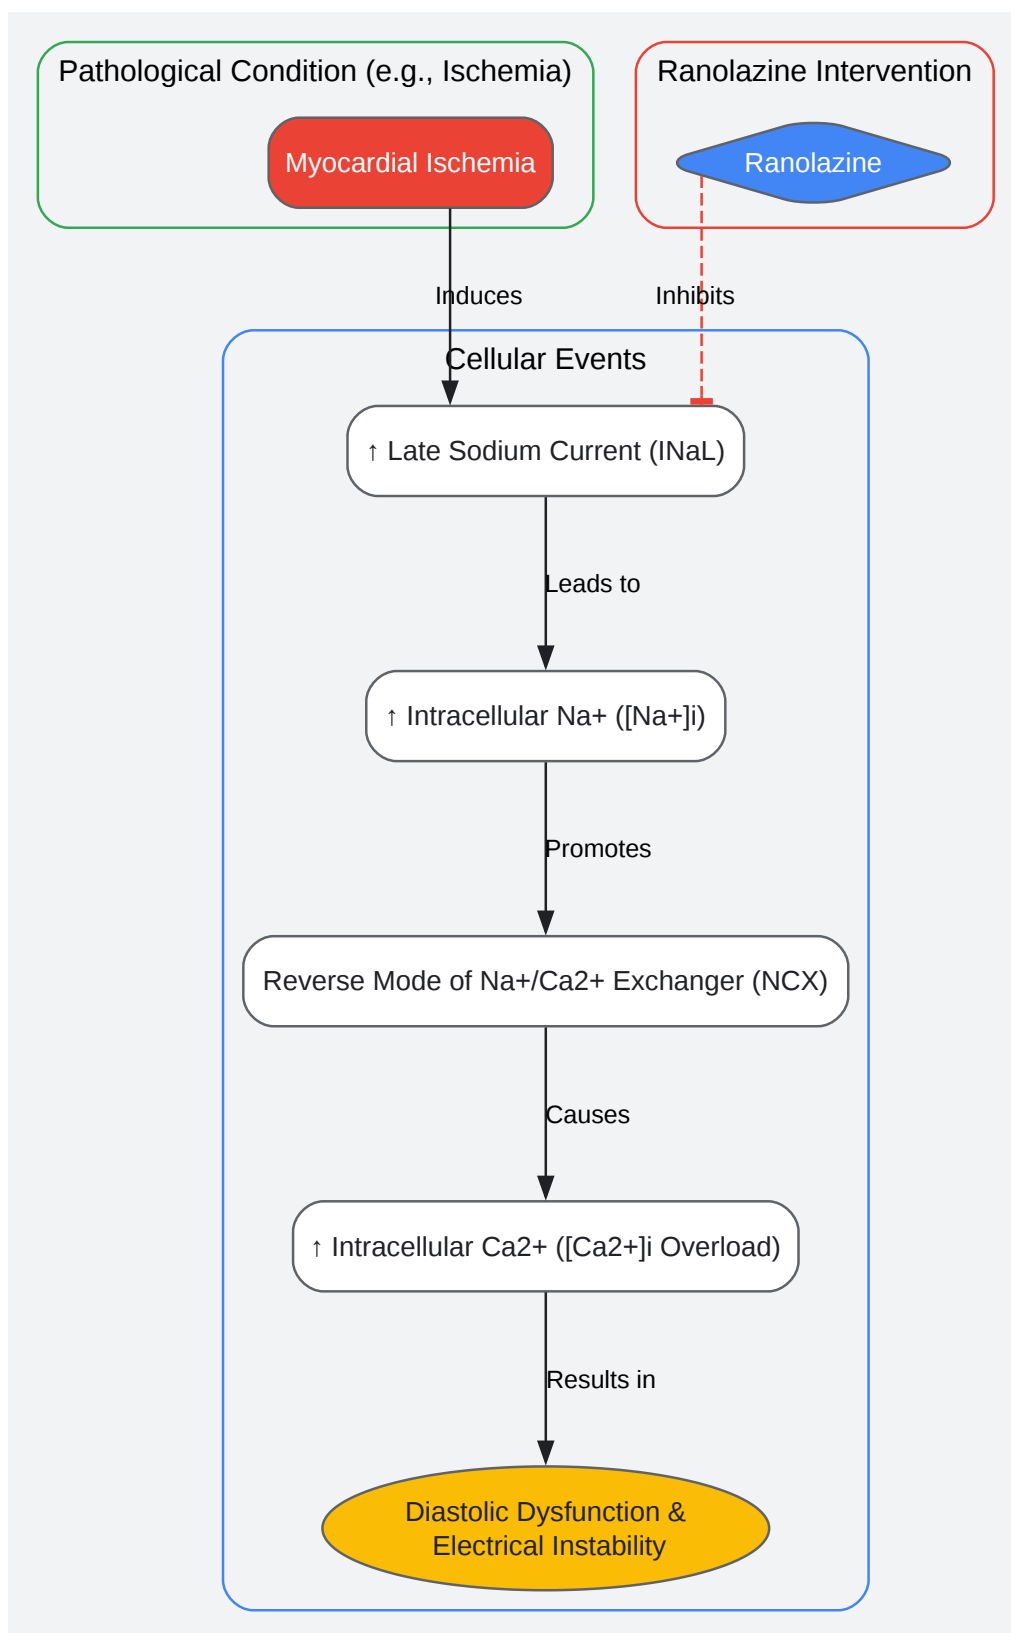 Pathological Condition (e.g., Ischemia)
Ranolazine Intervention
Myocardial Ischemia
Ranolazine
Induces
Inhibits
Cellular Events
↑ Late Sodium Current (INaL)
Leads to
↑ Intracellular Na+ ([Na+]i)
Promotes
Reverse Mode of Na+/Ca2+ Exchanger (NCX)
Causes
↑ Intracellular Ca2+ ([Ca2+]i Overload)
Results in
Diastolic Dysfunction &
Electrical Instability